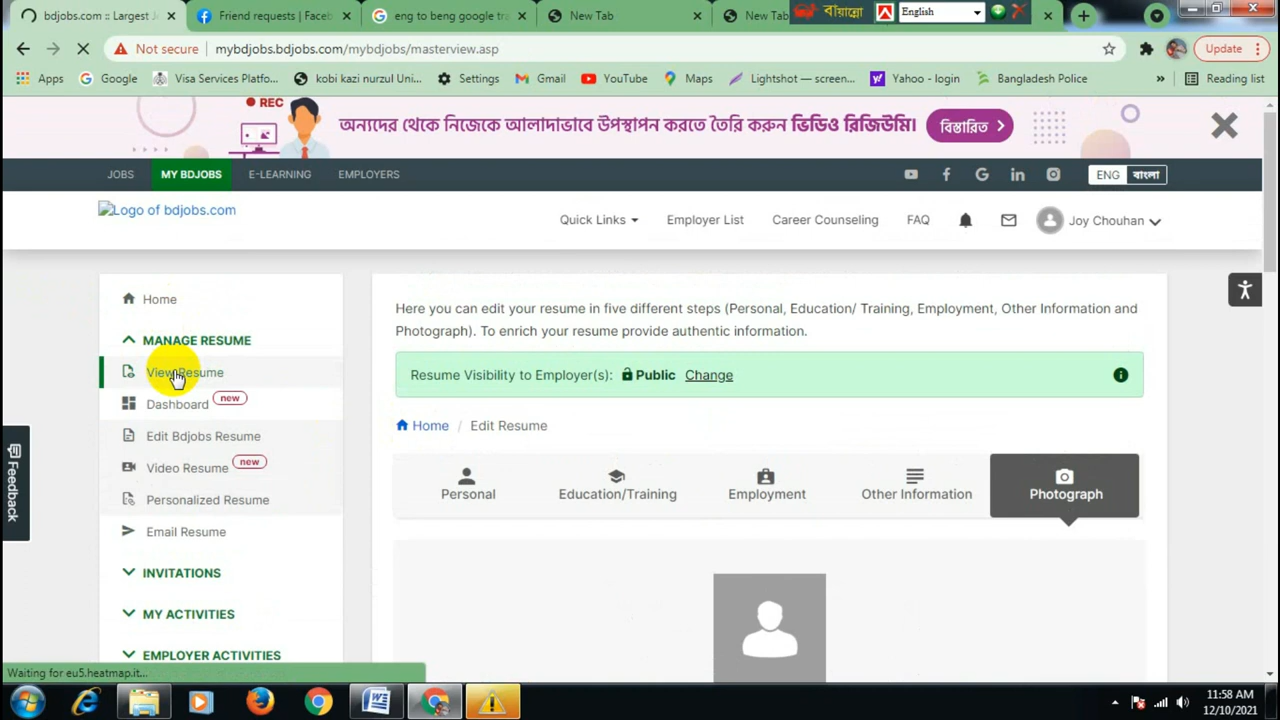 bdjobs.com :: Largest J
Friend requests | Faceb
eng to beng google tra
New Tab
New Tab
বায়ান্নো
English
Not secure
mybdjobs.bdjobs.com/mybdjobs/masterview.asp
Update
Apps
Google
Visa Services Platfo...
kobi kazi nurzul Uni...
Settings
Gmail
YouTube
Maps
Lightshot — screen...
Yahoo - login
Bangladesh Police
»
Reading list
REC
অন্যদের থেকে নিজেকে আলাদাভাবে উপস্থাপন করতে তৈরি করুন ভিডিও রিজিউমি!
বিস্তারিত
JOBS
MY BDJOBS
E-LEARNING
EMPLOYERS
ENG
বাংলা
Logo of bdjobs.com
Quick Links
Employer List
Career Counseling
FAQ
Joy Chouhan
Home
MANAGE RESUME
View Resume
Dashboard new
Edit Bdjobs Resume
Video Resume new
Personalized Resume
Email Resume
INVITATIONS
MY ACTIVITIES
EMPLOYER ACTIVITIES
Feedback
Here you can edit your resume in five different steps (Personal, Education/ Training, Employment, Other Information and
Photograph). To enrich your resume provide authentic information.
Resume Visibility to Employer(s): Public Change
Home / Edit Resume
Personal
Education/Training
Employment
Other Information
Photograph
Waiting for eu5.heatmap.it...
11:58 AM
12/10/2021